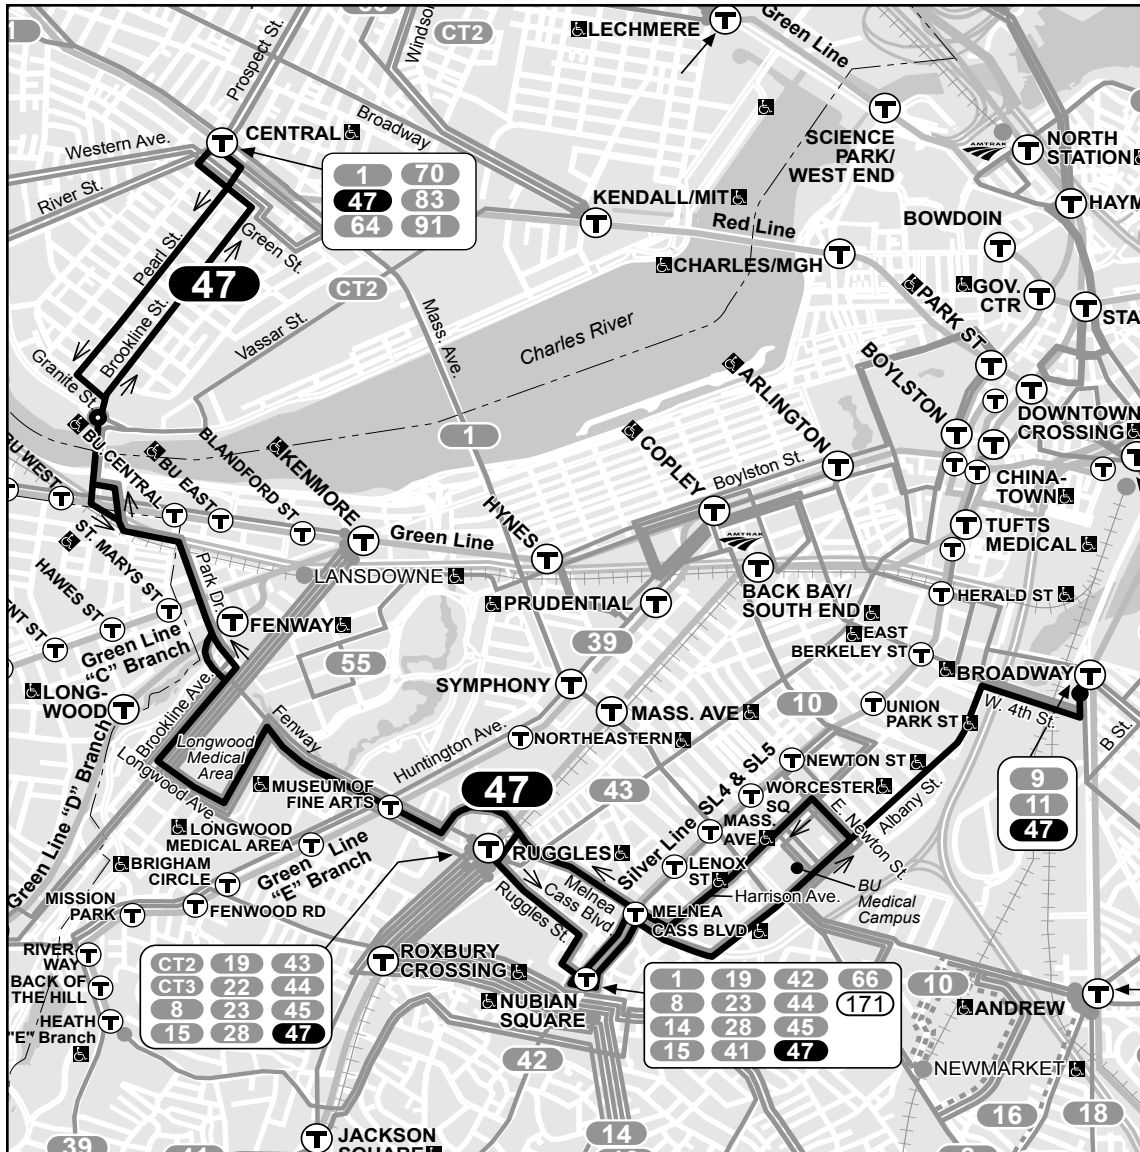 CT2
Windsor
LECHMERE
Green Line
Prospect St.
Broadway
CENTRAL
Western Ave.
River St.
SCIENCE
PARK/
WEST END
AMTRAK
NORTH
STATION
1
70
47
83
64
91
KENDALL/MIT
Red Line
CHARLES/MGH
BOWDOIN
HAYM
GOV.
CTR
STA
PARK ST
Pearl St.
Green St.
47
CT2
Brookline St.
Vassar St.
Mass. Ave.
Charles River
Granite St.
1
ARLINGTON
BOYLSTON
DOWNTOWN
CROSSING
COPLEY
Boylston St.
CHINA-
TOWN
BU WEST
BU CENTRAL
BU EAST
BLANDFORD ST
KENMORE
HYNES
Green Line
AMTRAK
TUFTS
MEDICAL
ST. MARYS ST
HAWES ST
ENT ST
Park Dr.
LANSDOWNE
PRUDENTIAL
BACK BAY/
SOUTH END
HERALD ST
FENWAY
Green Line
"C" Branch
55
39
EAST
BERKELEY ST
BROADWAY
LONG-
WOOD
SYMPHONY
MASS. AVE
10
UNION
PARK ST
W. 4th St.
B St.
Brookline Ave.
Fenway
Longwood
Medical
Area
Longwood Ave.
Huntington Ave.
NORTHEASTERN
NEWTON ST
MUSEUM OF
FINE ARTS
47
43
Silver Line SL4 & SL5
WORCESTER
SQ
MASS.
AVE
E. Newton St.
Albany St.
9
11
47
Green Line "D" Branch
LONGWOOD
MEDICAL AREA
Green Line
"E" Branch
RUGGLES
LENOX
ST
BRIGHAM
CIRCLE
FENWOOD RD
MISSION
PARK
Ruggles St.
Melnea
Cass Blvd.
MELNEA
CASS BLVD
Harrison Ave.
BU
Medical
Campus
RIVER
WAY
BACK OF
THE HILL
HEATH
"E" Branch
CT2
19
43
CT3
22
44
8
23
45
15
28
47
ROXBURY
CROSSING
NUBIAN
SQUARE
1
19
42
66
8
23
44
171
14
28
45
15
41
47
10
ANDREW
42
NEWMARKET
16
18
39
41
JACKSON
SQUARE
14